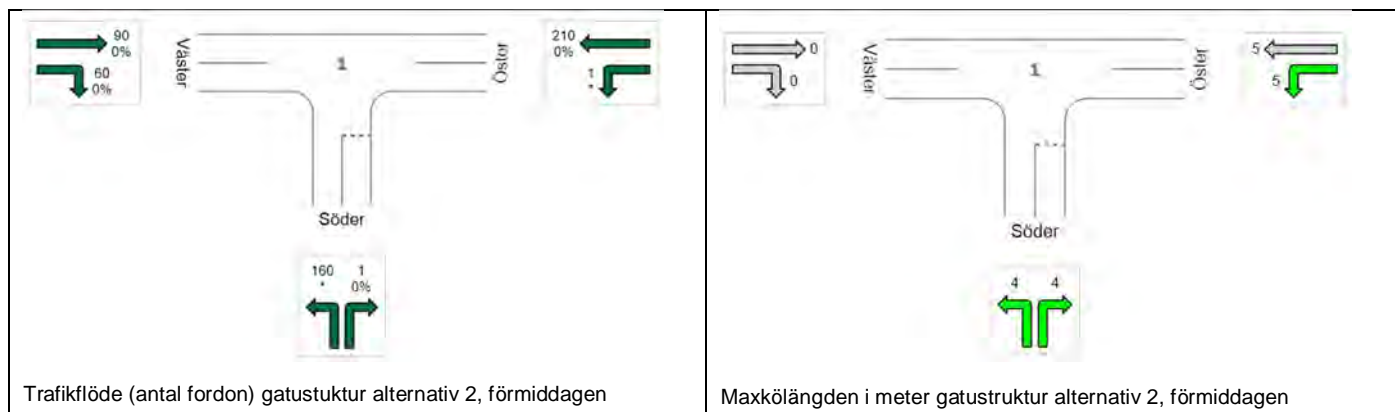 90
0%
60
0%
Väster
1
Öster
210
0%
1
*
Söder
160 1
* 0%
Trafikflöde (antal fordon) gatustuktur alternativ 2, förmiddagen
0
0
Väster
1
Öster
5
5
Söder
4 4
Maxkölängden i meter gatustruktur alternativ 2, förmiddagen